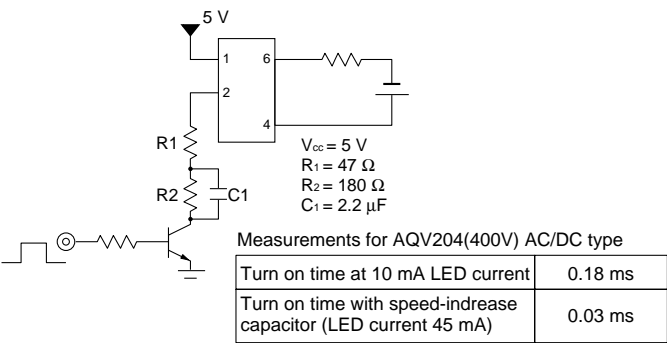 5 V
1
6
2
4
R1
R2
C1
Vcc = 5 V
R1 = 47 Ω
R2 = 180 Ω
C1 = 2.2 μF
Measurements for AQV204(400V) AC/DC type
Turn on time at 10 mA LED current 0.18 ms
Turn on time with speed-indrease
capacitor (LED current 45 mA) 0.03 ms